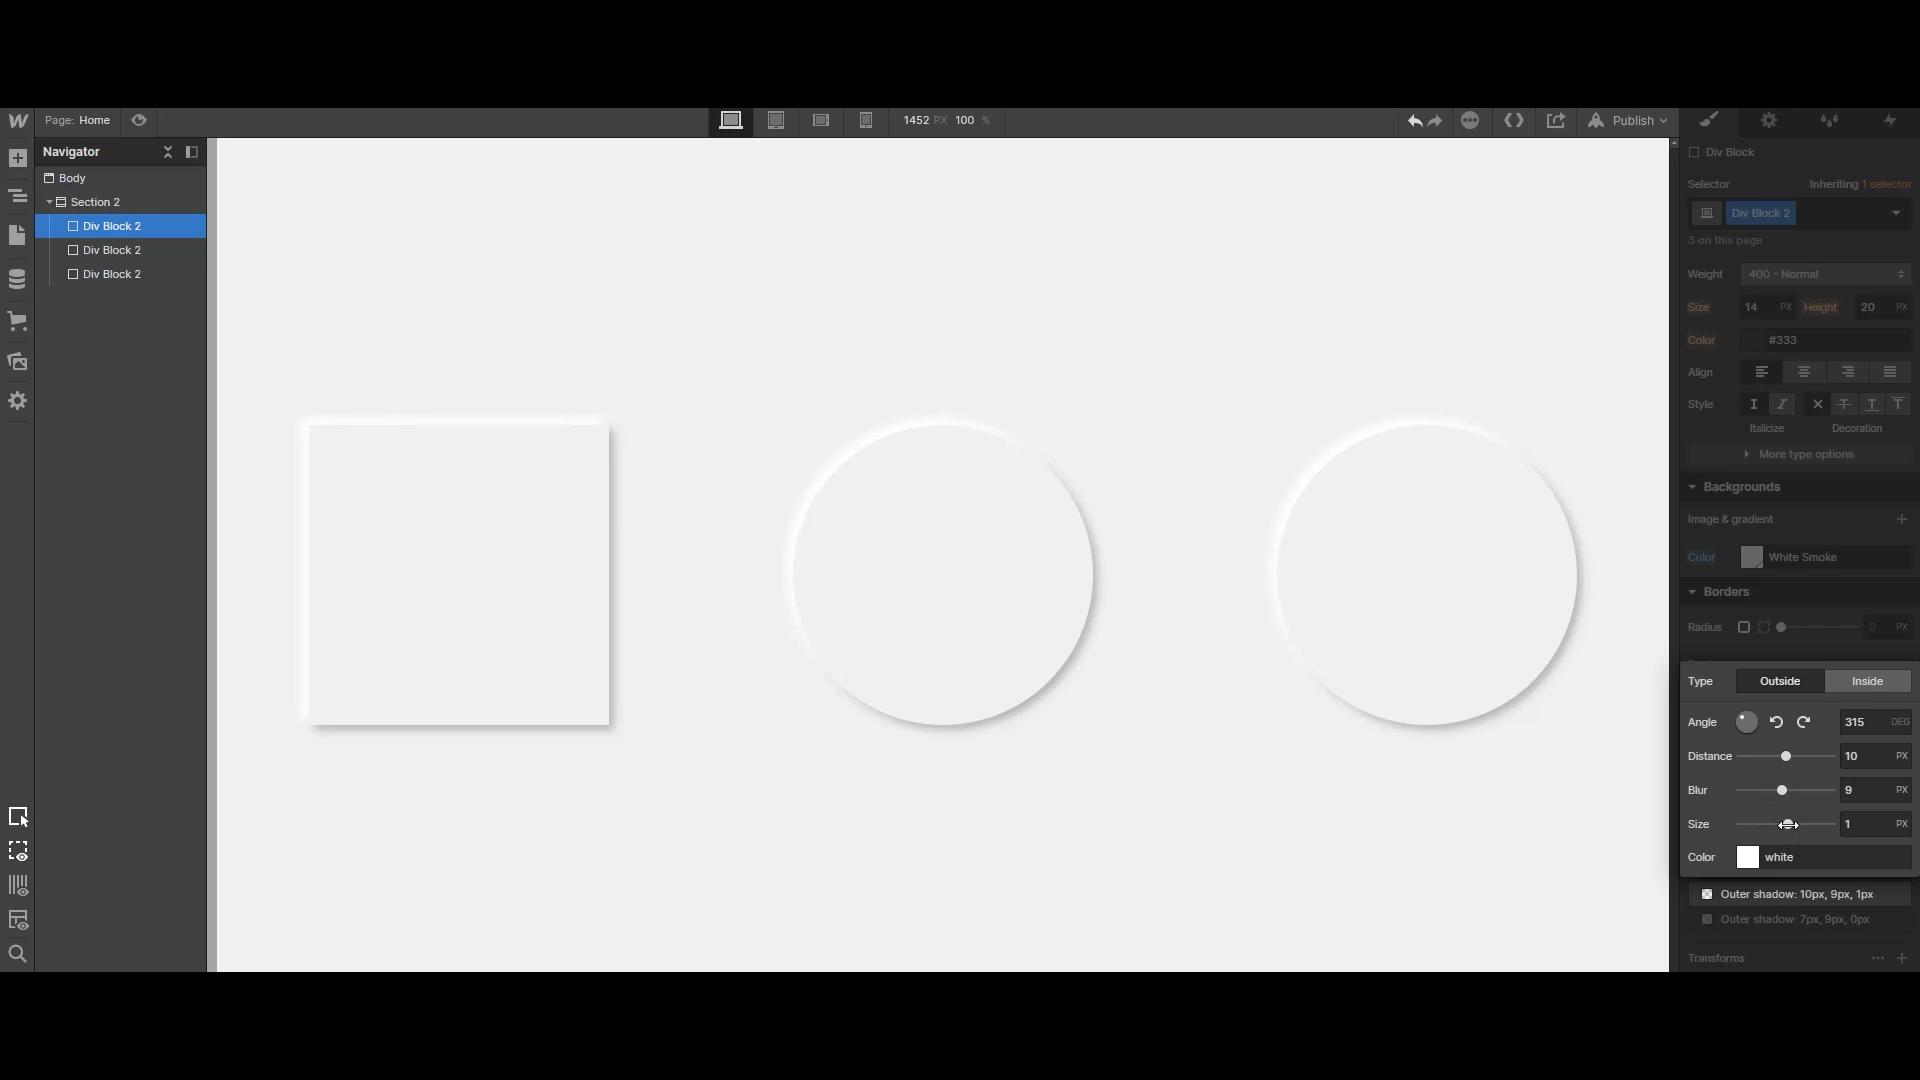 Page: Home
1452 PX 100 %
Publish
Navigator
Body
Section 2
Div Block 2
Div Block 2
Div Block 2
Div Block
Selector Inheriting 1 selector
Div Block 2
3 on this page
Weight 400 - Normal
Size 14 PX Height 20 PX
Color #333
Align
Style
Italicize Decoration
More type options
Backgrounds
Image & gradient
Color White Smoke
Borders
Radius 0 PX
Type Outside Inside
Angle 315 DEG
Distance 10 PX
Blur 9 PX
Size 1 PX
Color white
Outer shadow: 10px, 9px, 1px
Outer shadow: 7px, 9px, 0px
Transforms